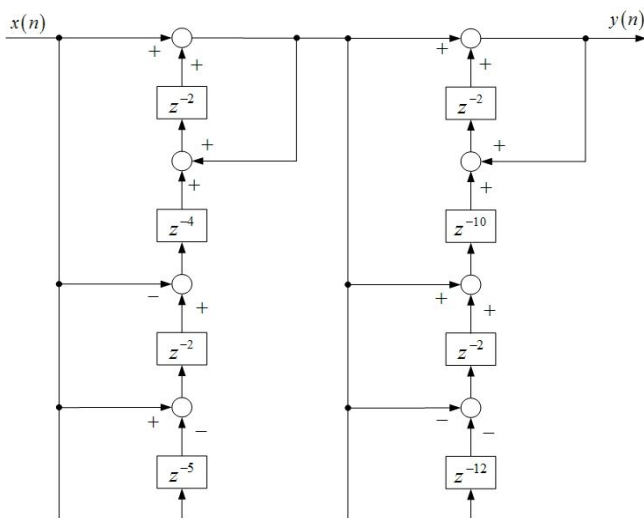 x(n) y(n)
+ +
+ +
z⁻² z⁻²
+ +
+ +
z⁻⁴ z⁻¹⁰
− +
+ +
z⁻² z⁻²
+ −
− −
z⁻⁵ z⁻¹²